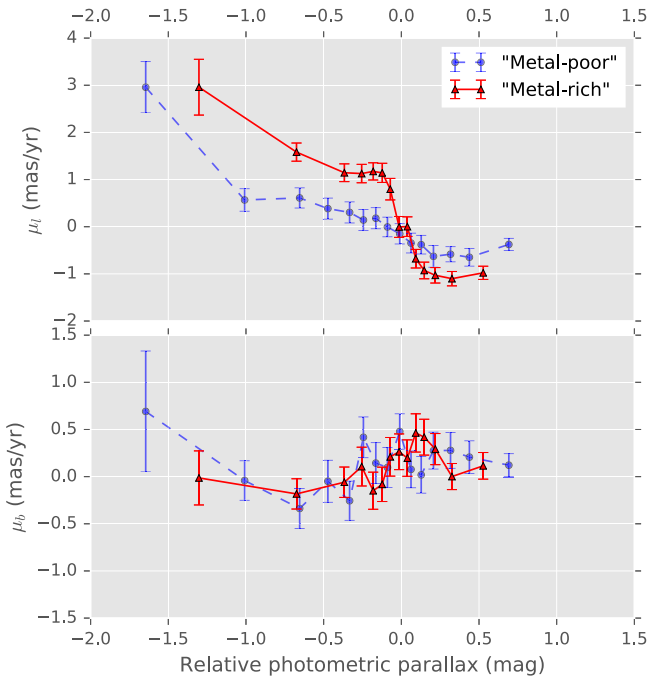 −2.0 −1.5 −1.0 −0.5 0.0 0.5 1.0 1.5
4
3
2
1
0
−1
−2
μl (mas/yr)
"Metal-poor"
"Metal-rich"
1.5
1.0
0.5
0.0
−0.5
−1.0
−1.5
μb (mas/yr)
−2.0 −1.5 −1.0 −0.5 0.0 0.5 1.0 1.5
Relative photometric parallax (mag)